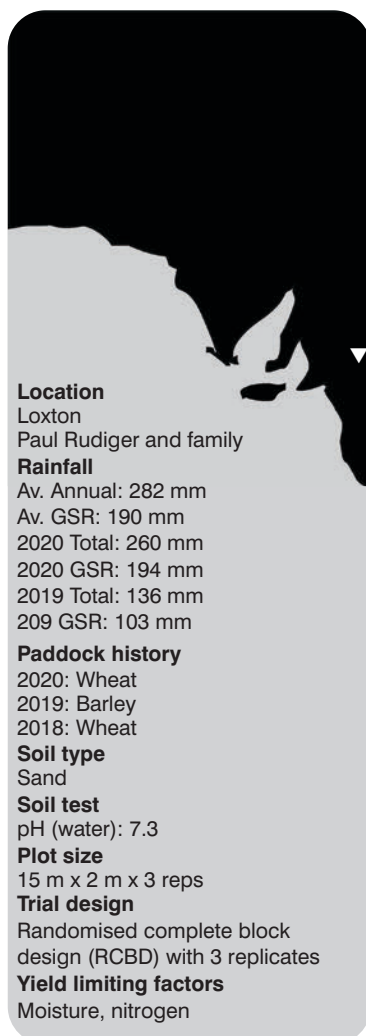 Location
Loxton
Paul Rudiger and family
Rainfall
Av. Annual: 282 mm
Av. GSR: 190 mm
2020 Total: 260 mm
2020 GSR: 194 mm
2019 Total: 136 mm
209 GSR: 103 mm
Paddock history
2020: Wheat
2019: Barley
2018: Wheat
Soil type
Sand
Soil test
pH (water): 7.3
Plot size
15 m x 2 m x 3 reps
Trial design
Randomised complete block
design (RCBD) with 3 replicates
Yield limiting factors
Moisture, nitrogen